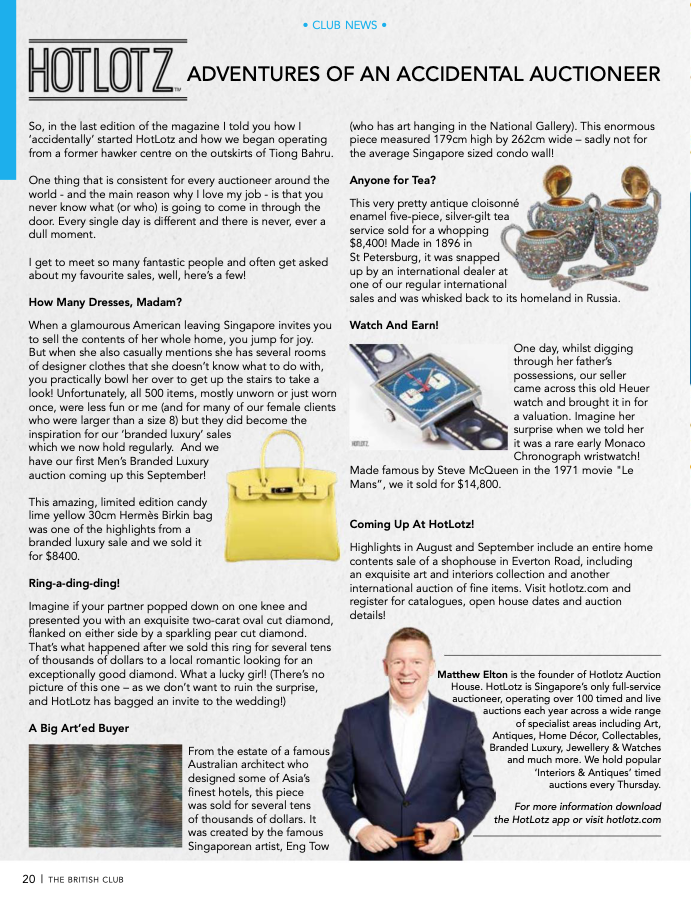 • CLUB NEWS •
HOTLOTZ™
ADVENTURES OF AN ACCIDENTAL AUCTIONEER
So, in the last edition of the magazine I told you how I
‘accidentally’ started HotLotz and how we began operating
from a former hawker centre on the outskirts of Tiong Bahru.
One thing that is consistent for every auctioneer around the
world - and the main reason why I love my job - is that you
never know what (or who) is going to come in through the
door. Every single day is different and there is never, ever a
dull moment.
I get to meet so many fantastic people and often get asked
about my favourite sales, well, here’s a few!
How Many Dresses, Madam?
When a glamourous American leaving Singapore invites you
to sell the contents of her whole home, you jump for joy.
But when she also casually mentions she has several rooms
of designer clothes that she doesn’t know what to do with,
you practically bowl her over to get up the stairs to take a
look! Unfortunately, all 500 items, mostly unworn or just worn
once, were less fun or me (and for many of our female clients
who were larger than a size 8) but they did become the
inspiration for our ‘branded luxury’ sales
which we now hold regularly.  And we
have our first Men’s Branded Luxury
auction coming up this September!
This amazing, limited edition candy
lime yellow 30cm Hermès Birkin bag
was one of the highlights from a
branded luxury sale and we sold it
for $8400.
Ring-a-ding-ding!
Imagine if your partner popped down on one knee and
presented you with an exquisite two-carat oval cut diamond,
flanked on either side by a sparkling pear cut diamond.
That’s what happened after we sold this ring for several tens
of thousands of dollars to a local romantic looking for an
exceptionally good diamond. What a lucky girl! (There’s no
picture of this one – as we don’t want to ruin the surprise,
and HotLotz has bagged an invite to the wedding!)
A Big Art’ed Buyer
From the estate of a famous
Australian architect who
designed some of Asia’s
finest hotels, this piece
was sold for several tens
of thousands of dollars. It
was created by the famous
Singaporean artist, Eng Tow
(who has art hanging in the National Gallery). This enormous
piece measured 179cm high by 262cm wide – sadly not for
the average Singapore sized condo wall!
Anyone for Tea?
This very pretty antique cloisonné
enamel five-piece, silver-gilt tea
service sold for a whopping
$8,400! Made in 1896 in
St Petersburg, it was snapped
up by an international dealer at
one of our regular international
sales and was whisked back to its homeland in Russia.
Watch And Earn!
HOTLOTZ
One day, whilst digging
through her father’s
possessions, our seller
came across this old Heuer
watch and brought it in for
a valuation. Imagine her
surprise when we told her
it was a rare early Monaco
Chronograph wristwatch!
Made famous by Steve McQueen in the 1971 movie "Le
Mans”, we it sold for $14,800.
Coming Up At HotLotz!
Highlights in August and September include an entire home
contents sale of a shophouse in Everton Road, including
an exquisite art and interiors collection and another
international auction of fine items. Visit hotlotz.com and
register for catalogues, open house dates and auction
details!
Matthew Elton is the founder of Hotlotz Auction
House. HotLotz is Singapore’s only full-service
auctioneer, operating over 100 timed and live
auctions each year across a wide range
of specialist areas including Art,
Antiques, Home Décor, Collectables,
Branded Luxury, Jewellery & Watches
and much more. We hold popular
‘Interiors & Antiques’ timed
auctions every Thursday.
For more information download
the HotLotz app or visit hotlotz.com
20 | THE BRITISH CLUB